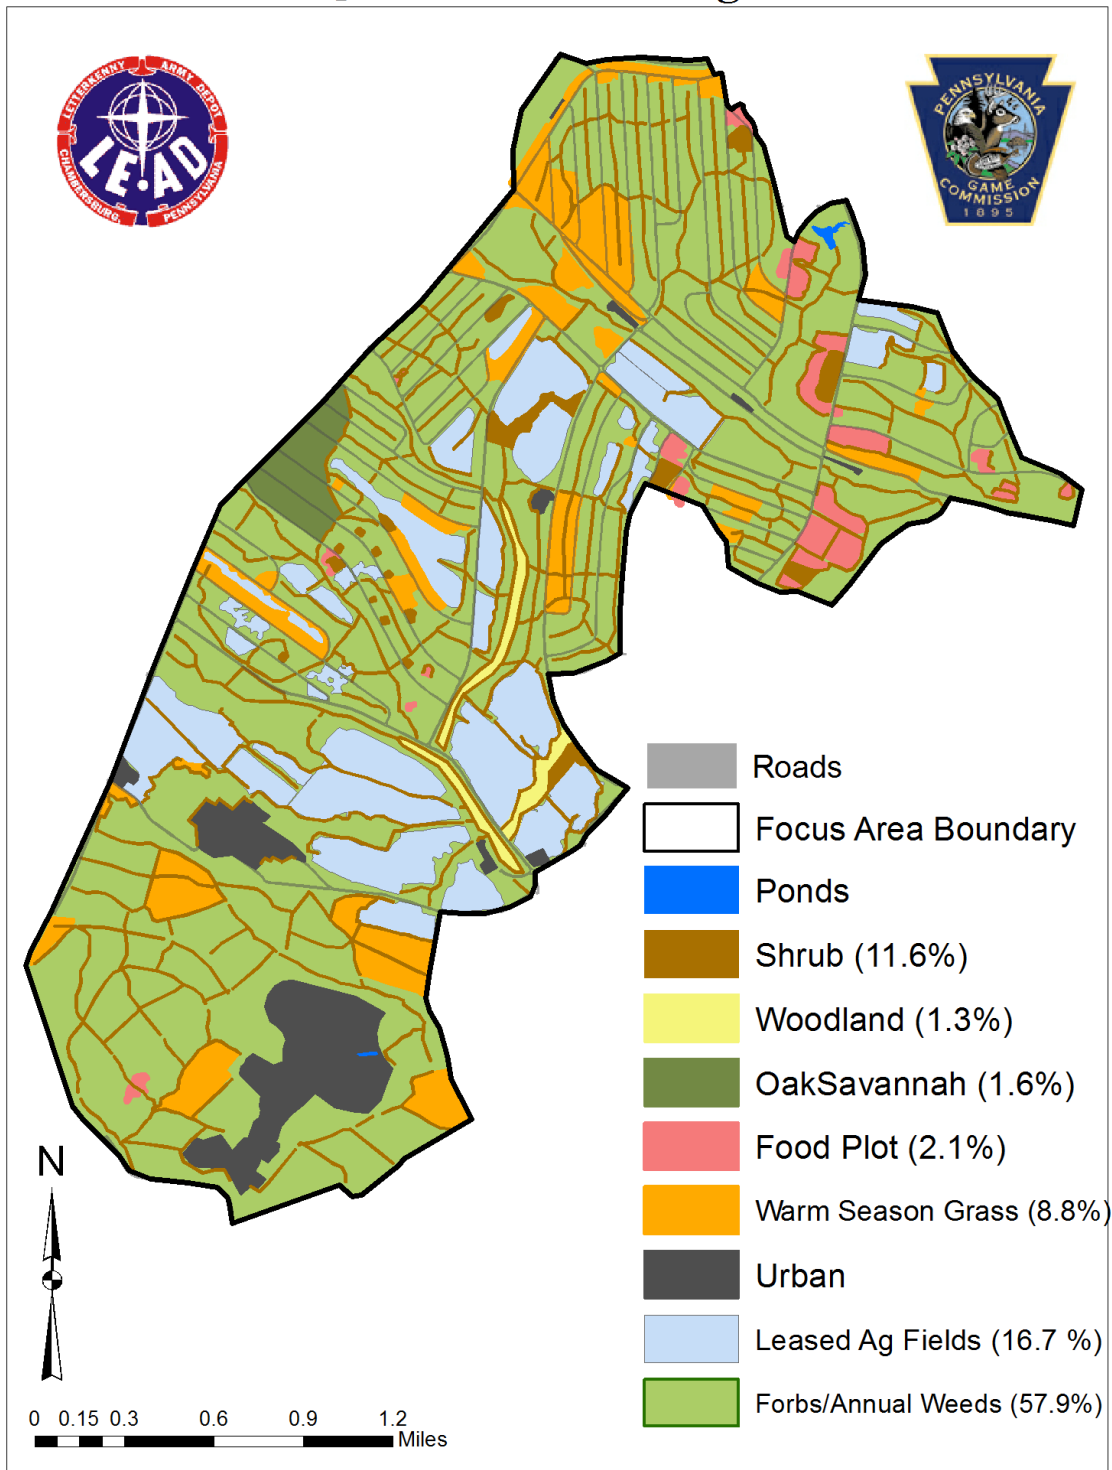 LETTERKENNY ARMY DEPOT
LE·AD
CHAMBERSBURG PENNSYLVANIA
PENNSYLVANIA
GAME
COMMISSION
1895
Roads
Focus Area Boundary
Ponds
Shrub (11.6%)
Woodland (1.3%)
OakSavannah (1.6%)
Food Plot (2.1%)
Warm Season Grass (8.8%)
Urban
Leased Ag Fields (16.7 %)
Forbs/Annual Weeds (57.9%)
N
0 0.15 0.3 0.6 0.9 1.2
Miles